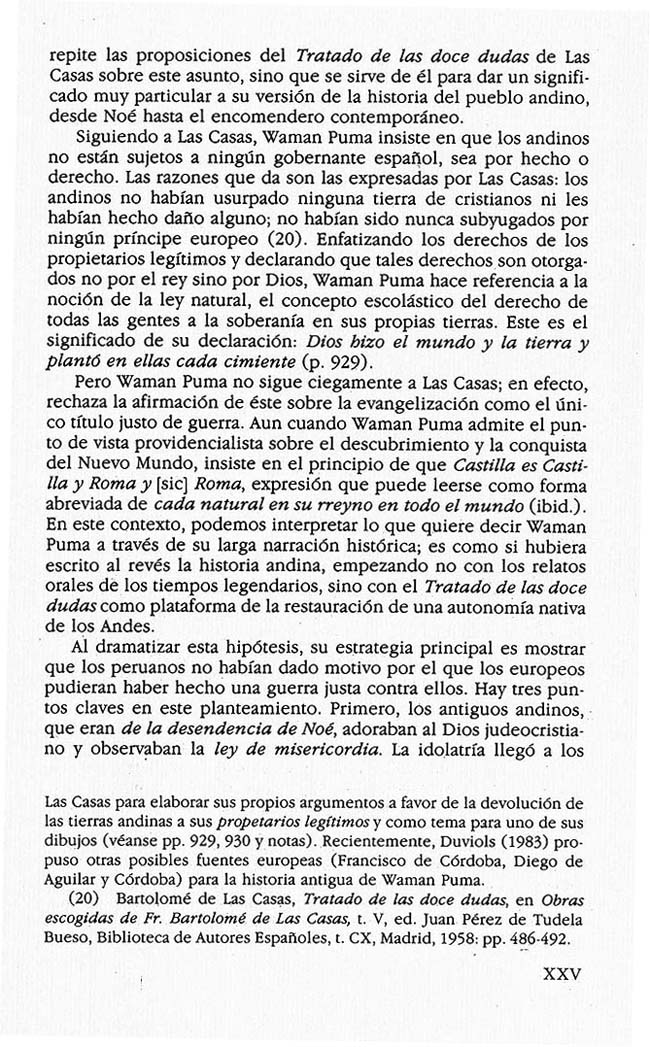 repite las proposiciones del Tratado de las doce dudas de Las
Casas sobre este asunto, sino que se sirve de él para dar un signifi-
cado muy particular a su versión de la historia del pueblo andino,
desde Noé hasta el encomendero contemporáneo.
Siguiendo a Las Casas, Waman Puma insiste en que los andinos
no están sujetos a ningún gobernante español, sea por hecho o
derecho. Las razones que da son las expresadas por Las Casas: los
andinos no habían usurpado ninguna tierra de cristianos ni les
habían hecho daño alguno; no habían sido nunca subyugados por
ningún príncipe europeo (20). Enfatizando los derechos de los
propietarios legítimos y declarando que tales derechos son otorga-
dos no por el rey sino por Dios, Waman Puma hace referencia a la
noción de la ley natural, el concepto escolástico del derecho de
todas las gentes a la soberanía en sus propias tierras. Este es el
significado de su declaración: Dios hizo el mundo y la tierra y
plantó en ellas cada cimiente (p. 929).
Pero Waman Puma no sigue ciegamente a Las Casas; en efecto,
rechaza la afirmación de éste sobre la evangelización como el úni-
co título justo de guerra. Aun cuando Waman Puma admite el pun-
to de vista providencialista sobre el descubrimiento y la conquista
del Nuevo Mundo, insiste en el principio de que Castilla es Casti-
lla y Roma y [sic] Roma, expresión que puede leerse como forma
abreviada de cada natural en su rreyno en todo el mundo (ibid.).
En este contexto, podemos interpretar lo que quiere decir Waman
Puma a través de su larga narración histórica; es como si hubiera
escrito al revés la historia andina, empezando no con los relatos
orales de los tiempos legendarios, sino con el Tratado de las doce
dudas como plataforma de la restauración de una autonomía nativa
de los Andes.
Al dramatizar esta hipótesis, su estrategia principal es mostrar
que los peruanos no habían dado motivo por el que los europeos
pudieran haber hecho una guerra justa contra ellos. Hay tres pun-
tos claves en este planteamiento. Primero, los antiguos andinos,
que eran de la desendencia de Noé, adoraban al Dios judeocristia-
no y observaban la ley de misericordia. La idolatría llegó a los
Las Casas para elaborar sus propios argumentos a favor de la devolución de
las tierras andinas a sus propetarios legítimos y como tema para uno de sus
dibujos (véanse pp. 929, 930 y notas). Recientemente, Duviols (1983) pro-
puso otras posibles fuentes europeas (Francisco de Córdoba, Diego de
Aguilar y Córdoba) para la historia antigua de Waman Puma.
(20) Bartolomé de Las Casas, Tratado de las doce dudas, en Obras
escogidas de Fr. Bartolomé de Las Casas, t. V, ed. Juan Pérez de Tudela
Bueso, Biblioteca de Autores Españoles, t. CX, Madrid, 1958: pp. 486-492.
XXV